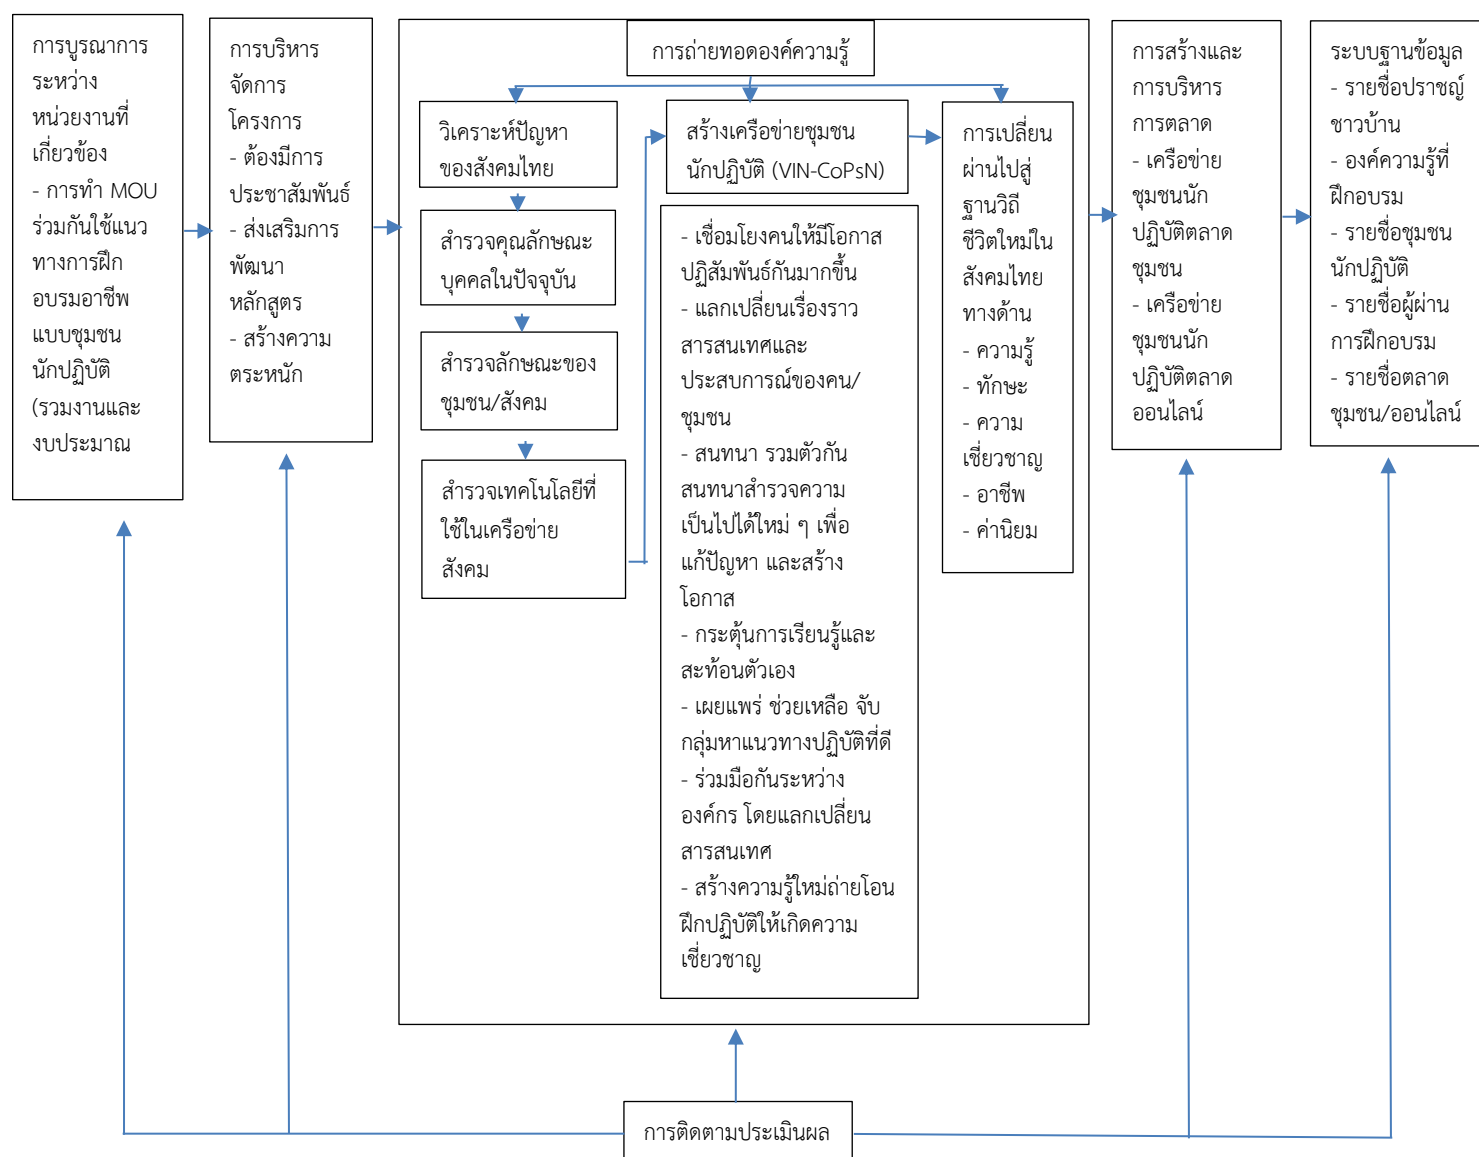 การบูรณาการ
ระหว่าง
หน่วยงานที่
เกี่ยวข้อง
- การทำ MOU
ร่วมกันใช้แนว
ทางการฝึก
อบรมอาชีพ
แบบชุมชน
นักปฏิบัติ
(รวมงานและ
งบประมาณ
การบริหาร
จัดการ
โครงการ
- ต้องมีการ
ประชาสัมพันธ์
- ส่งเสริมการ
พัฒนา
หลักสูตร
- สร้างความ
ตระหนัก
การถ่ายทอดองค์ความรู้
วิเคราะห์ปัญหา
ของสังคมไทย
สำรวจคุณลักษณะ
บุคคลในปัจจุบัน
สำรวจลักษณะของ
ชุมชน/สังคม
สำรวจเทคโนโลยีที่
ใช้ในเครือข่าย
สังคม
สร้างเครือข่ายชุมชน
นักปฏิบัติ (VIN-CoPsN)
- เชื่อมโยงคนให้มีโอกาส
ปฏิสัมพันธ์กันมากขึ้น
- แลกเปลี่ยนเรื่องราว
สารสนเทศและ
ประสบการณ์ของคน/
ชุมชน
- สนทนา รวมตัวกัน
สนทนาสำรวจความ
เป็นไปได้ใหม่ ๆ เพื่อ
แก้ปัญหา และสร้าง
โอกาส
- กระตุ้นการเรียนรู้และ
สะท้อนตัวเอง
- เผยแพร่ ช่วยเหลือ จับ
กลุ่มหาแนวทางปฏิบัติที่ดี
- ร่วมมือกันระหว่าง
องค์กร โดยแลกเปลี่ยน
สารสนเทศ
- สร้างความรู้ใหม่ถ่ายโอน
ฝึกปฏิบัติให้เกิดความ
เชี่ยวชาญ
การเปลี่ยน
ผ่านไปสู่
ฐานวิถี
ชีวิตใหม่ใน
สังคมไทย
ทางด้าน
- ความรู้
- ทักษะ
- ความ
เชี่ยวชาญ
- อาชีพ
- ค่านิยม
การสร้างและ
การบริหาร
การตลาด
- เครือข่าย
ชุมชนนัก
ปฏิบัติตลาด
ชุมชน
- เครือข่าย
ชุมชนนัก
ปฏิบัติตลาด
ออนไลน์
ระบบฐานข้อมูล
- รายชื่อปราชญ์
ชาวบ้าน
- องค์ความรู้ที่
ฝึกอบรม
- รายชื่อชุมชน
นักปฏิบัติ
- รายชื่อผู้ผ่าน
การฝึกอบรม
- รายชื่อตลาด
ชุมชน/ออนไลน์
การติดตามประเมินผล